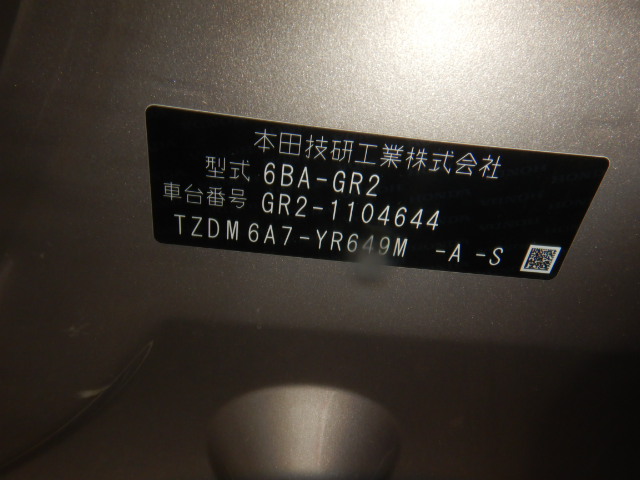 本田技研工業株式会社
型式 6BA-GR2
車台番号 GR2-1104644
TZDM6A7-YR649M -A -S